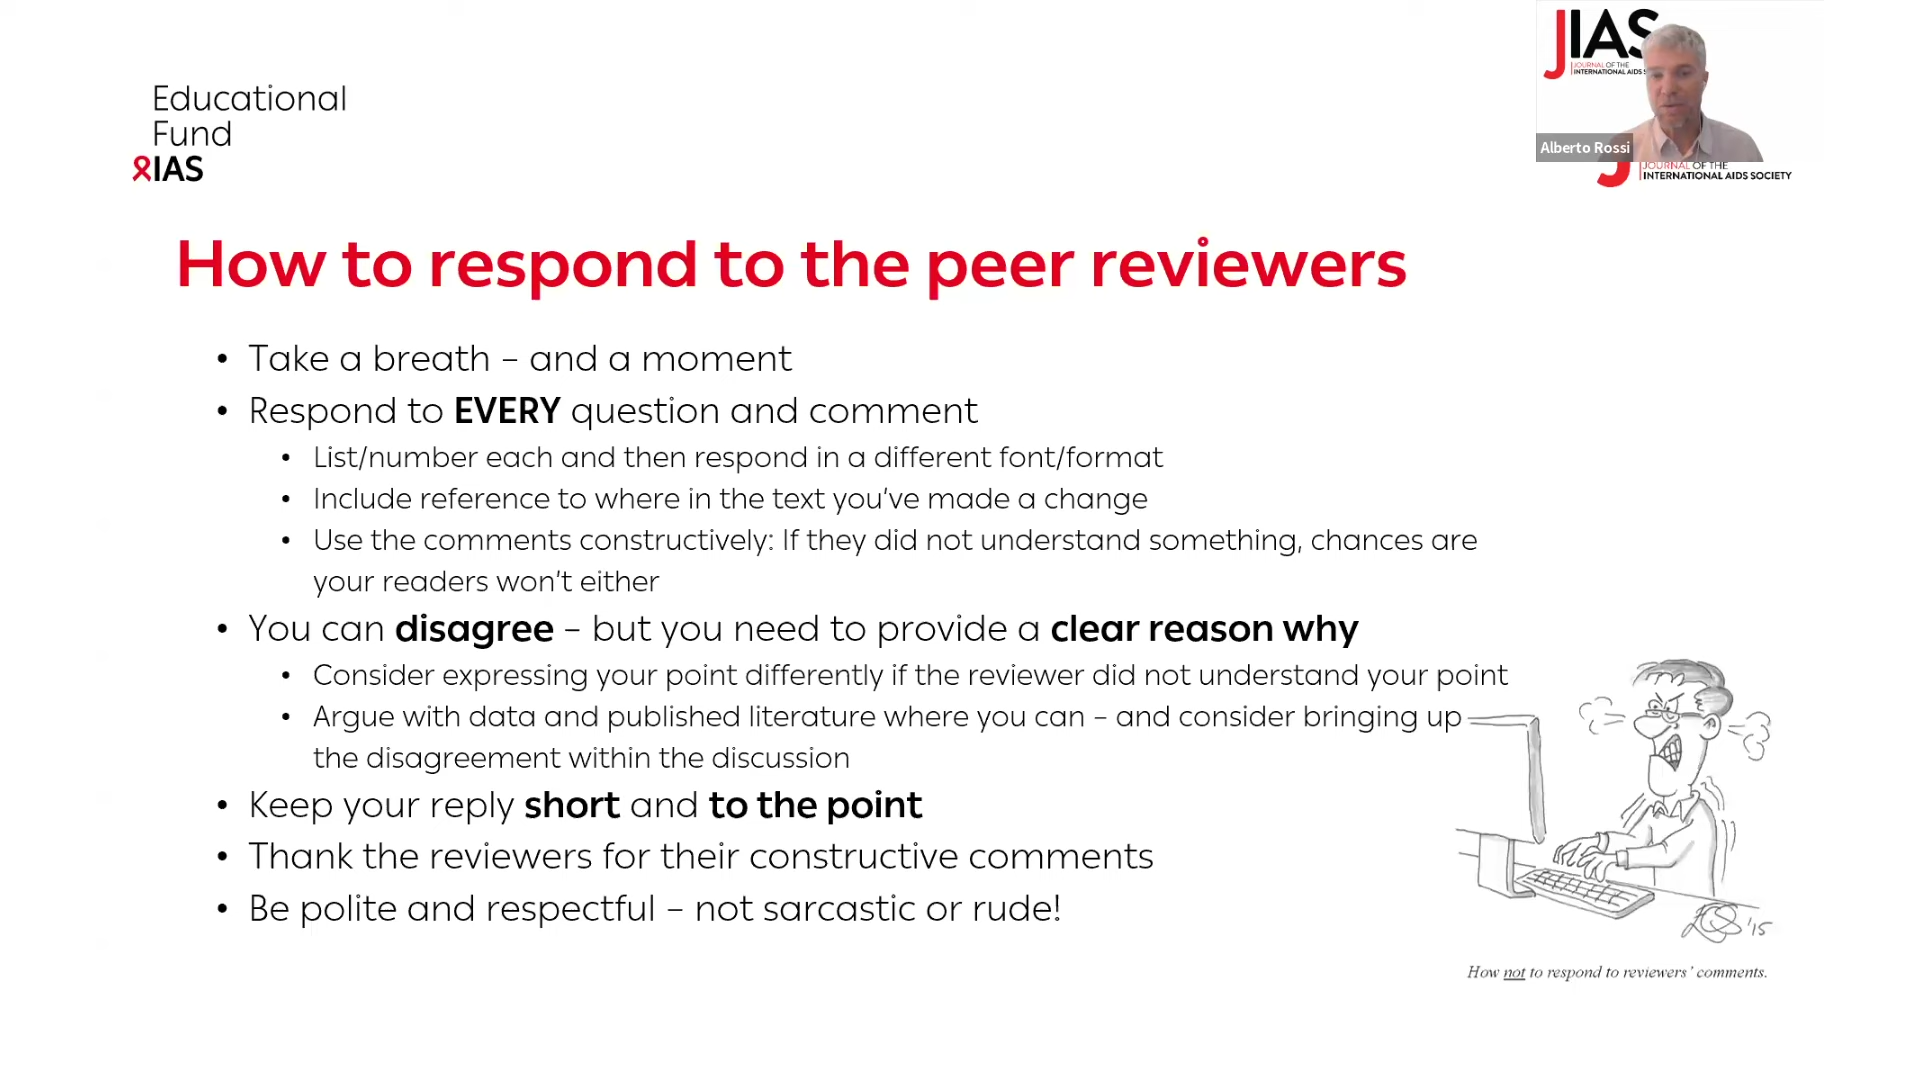 Educational
Fund
IAS
JIAS
JOURNAL OF THE
INTERNATIONAL AIDS S
Alberto Rossi
J
JOURNAL OF THE
INTERNATIONAL AIDS SOCIETY
How to respond to the peer reviewers
• Take a breath – and a moment
• Respond to EVERY question and comment
• List/number each and then respond in a different font/format
• Include reference to where in the text you've made a change
• Use the comments constructively: If they did not understand something, chances are
your readers won't either
• You can disagree – but you need to provide a clear reason why
• Consider expressing your point differently if the reviewer did not understand your point
• Argue with data and published literature where you can – and consider bringing up
the disagreement within the discussion
• Keep your reply short and to the point
• Thank the reviewers for their constructive comments
• Be polite and respectful – not sarcastic or rude!
'15
How not to respond to reviewers' comments.